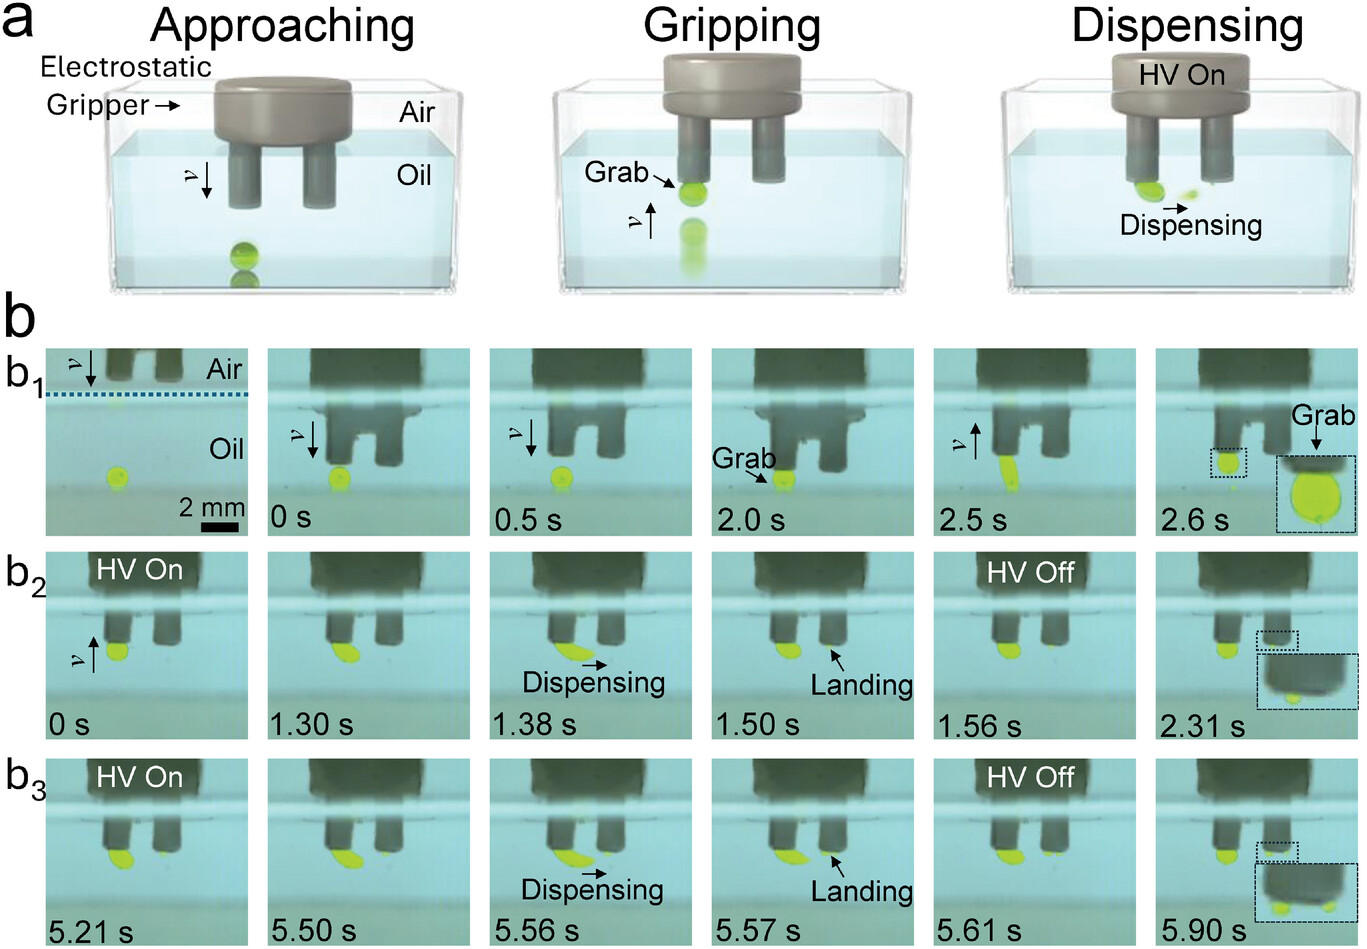 a
Approaching
Gripping
Dispensing
Electrostatic
Gripper
Air
Oil
v
Grab
v
HV On
Dispensing
b
b1
v
Air
Oil
2 mm
v
0 s
v
0.5 s
Grab
2.0 s
v
2.5 s
Grab
2.6 s
b2
HV On
v
0 s
1.30 s
Dispensing
1.38 s
Landing
1.50 s
HV Off
1.56 s
2.31 s
b3
HV On
5.21 s
5.50 s
Dispensing
5.56 s
Landing
5.57 s
HV Off
5.61 s
5.90 s